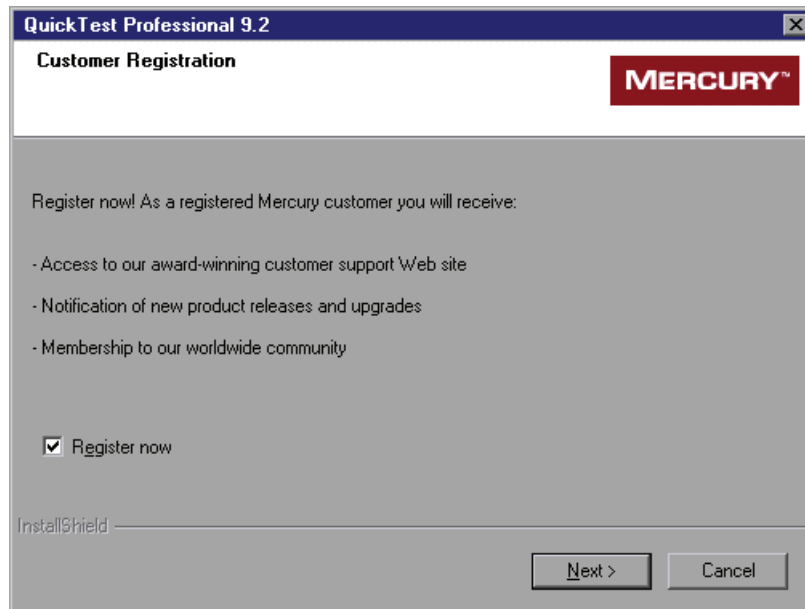 QuickTest Professional 9.2
Customer Registration
MERCURY™
Register now! As a registered Mercury customer you will receive:
- Access to our award-winning customer support Web site
- Notification of new product releases and upgrades
- Membership to our worldwide community
Register now
InstallShield
Next >
Cancel